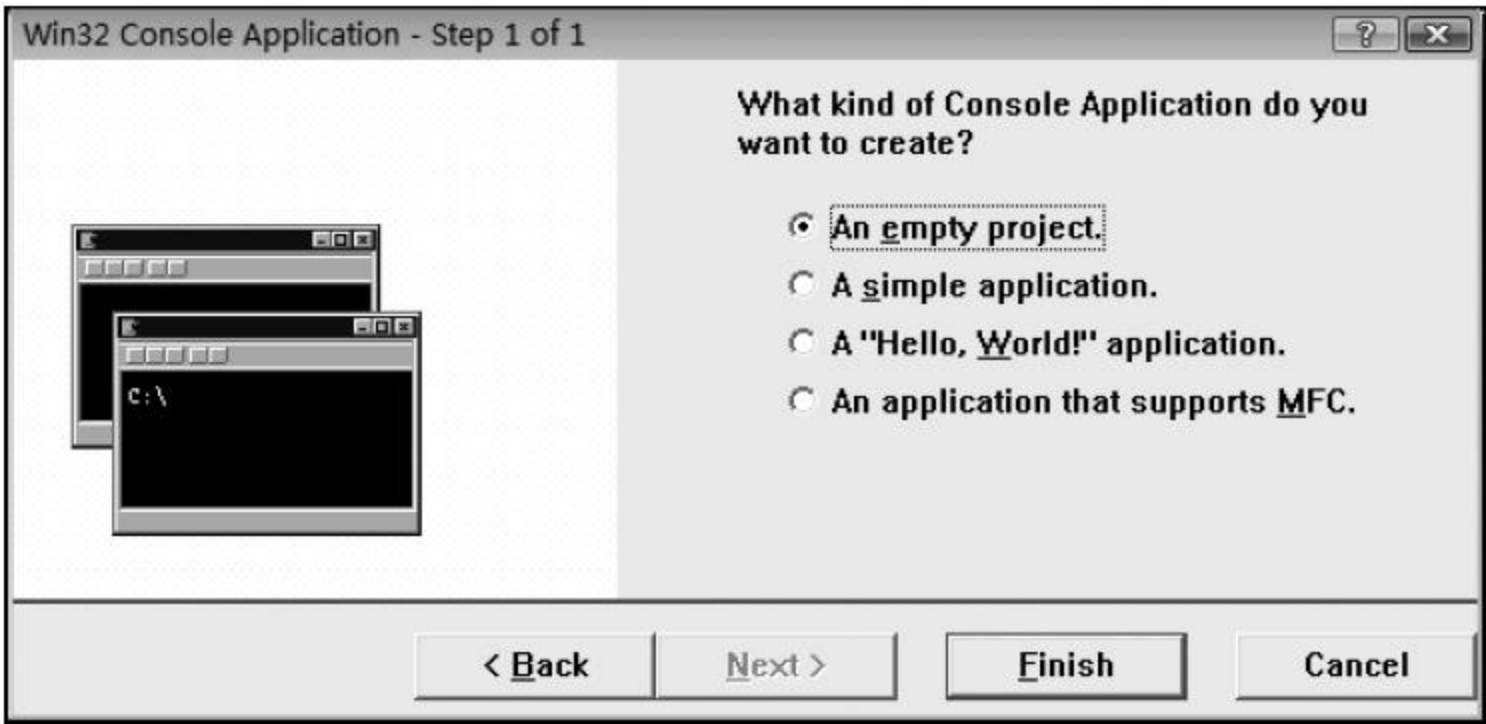 Win32 Console Application - Step 1 of 1
What kind of Console Application do you
want to create?
An empty project.
A simple application.
A "Hello, World!" application.
An application that supports MFC.
C:\
< Back
Next >
Finish
Cancel